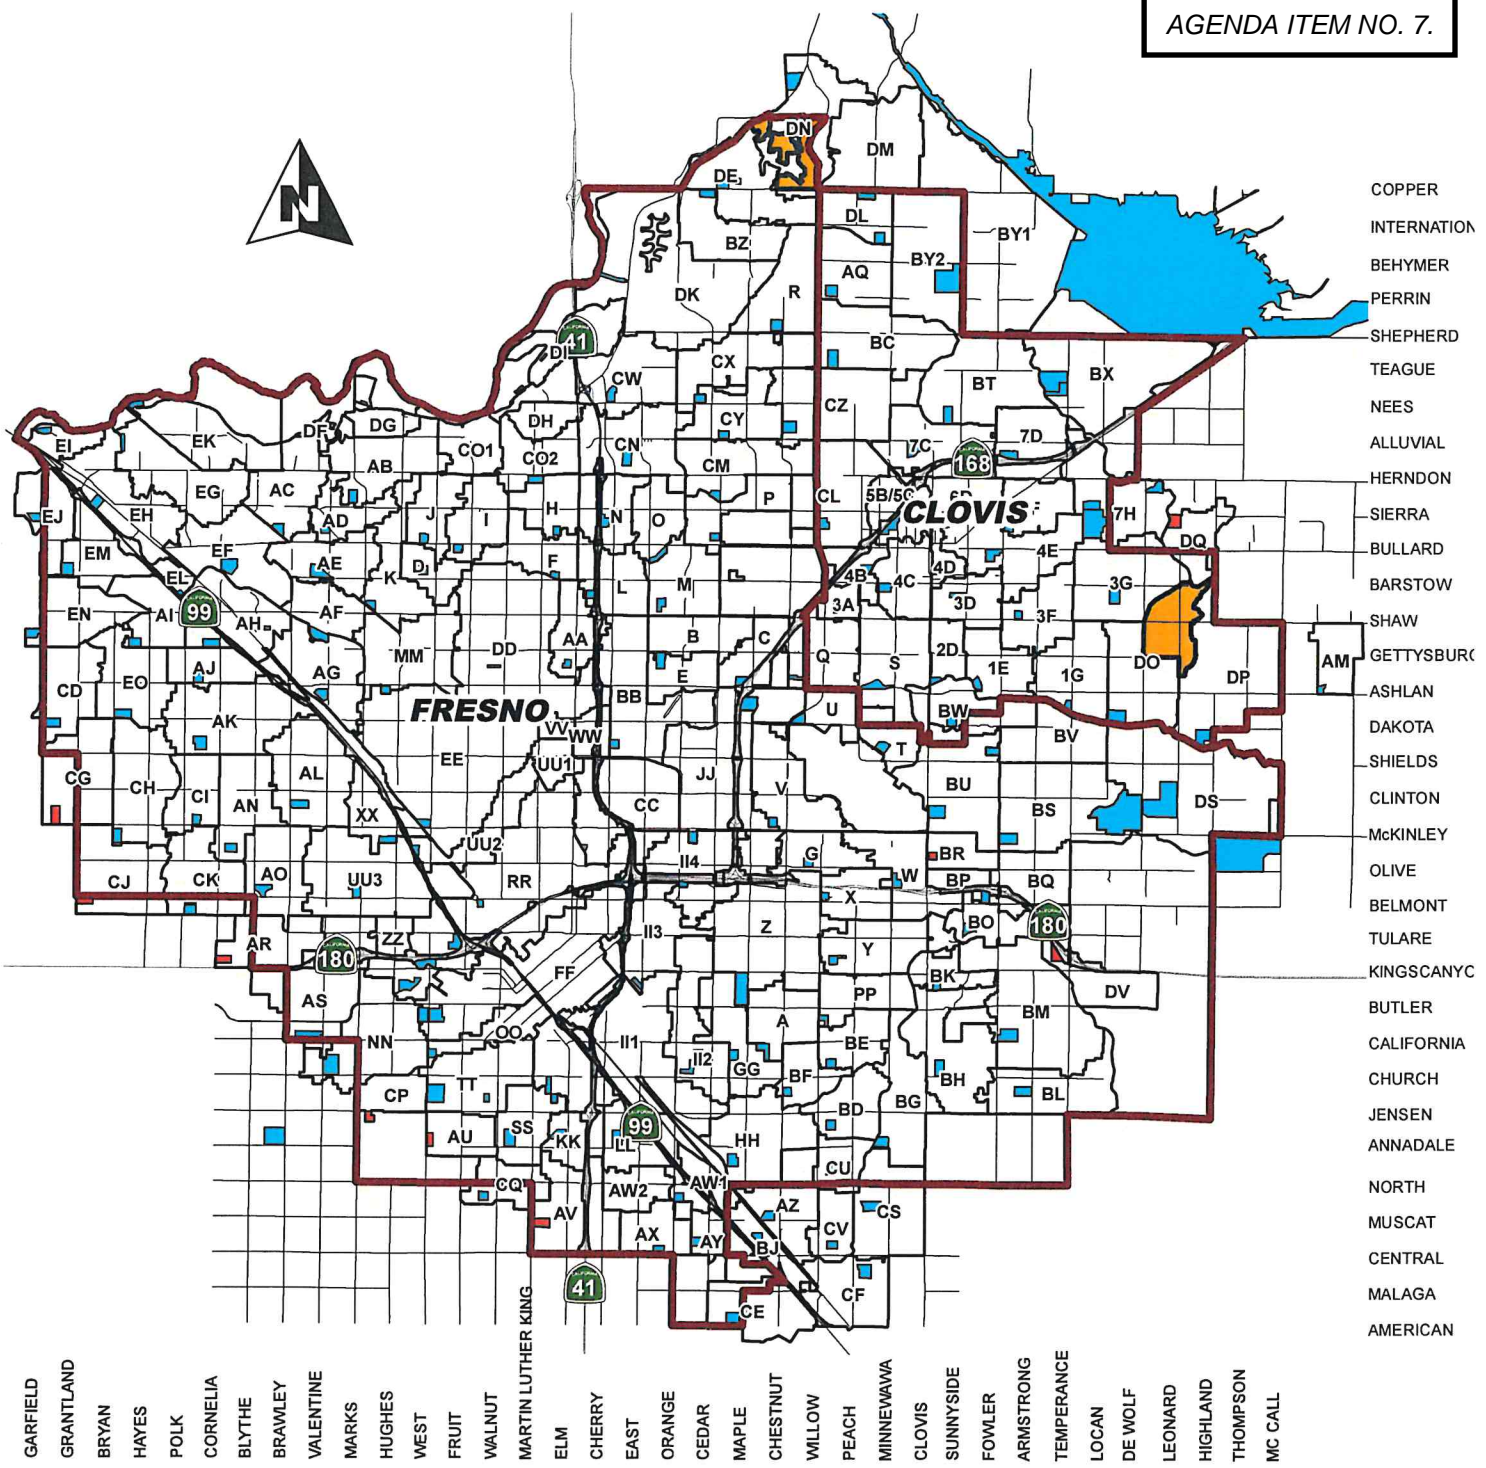 AGENDA ITEM NO. 7.
N
DN
DM
DE
COPPER
DL
INTERNATION
BZ
BY1
BY2
BEHYMER
AQ
DK
R
PERRIN
41
SHEPHERD
BC
CX
TEAGUE
CW
BT
BX
CZ
NEES
DH
CY
DG
DF
EI
EK
7D
ALLUVIAL
CO1
CN
7C
CO2
AB
CM
168
HERNDON
EG
AC
P
CL
5B/5C
EJ
EH
AD
J
I
H
N
O
CLOVIS
7H
SIERRA
DQ
EM
EF
4E
BULLARD
AE
D
F
4B
4C
4D
EL
K
L
M
3G
BARSTOW
99
3A
3D
EN
AI
AF
3F
SHAW
AH
AA
B
C
MM
DD
Q
S
2D
1E
DO
AM
GETTYSBURG
AG
E
1G
DP
AJ
EO
CD
BB
ASHLAN
FRESNO
U
BW
AK
VV
WW
DAKOTA
BV
T
EE
UU1
SHIELDS
CG
AL
JJ
CH
V
BU
CI
AN
CC
DS
CLINTON
BS
XX
McKINLEY
UU2
G
BR
II4
OLIVE
CJ
CK
AO
UU3
RR
W
BP
BQ
X
BELMONT
BO
180
Z
II3
AR
ZZ
TULARE
Y
180
FF
KINGSCANYC
BK
AS
PP
DV
BUTLER
A
BM
OO
NN
II1
BE
CALIFORNIA
II2
GG
BF
BH
CHURCH
TT
CP
BL
BG
BD
JENSEN
99
AU
SS
KK
LL
HH
ANNADALE
CU
CQ
AW2
AW1
NORTH
AV
AZ
CS
MUSCAT
AX
AY
BJ
CV
CENTRAL
41
CE
CF
MALAGA
AMERICAN
GARFIELD
GRANTLAND
BRYAN
HAYES
POLK
CORNELIA
BLYTHE
BRAWLEY
VALENTINE
MARKS
HUGHES
WEST
FRUIT
WALNUT
MARTIN LUTHER KING
ELM
CHERRY
EAST
ORANGE
CEDAR
MAPLE
CHESTNUT
WILLOW
PEACH
MINNEWAWA
CLOVIS
SUNNYSIDE
FOWLER
ARMSTRONG
TEMPERANCE
LOCAN
DE WOLF
LEONARD
HIGHLAND
THOMPSON
MC CALL